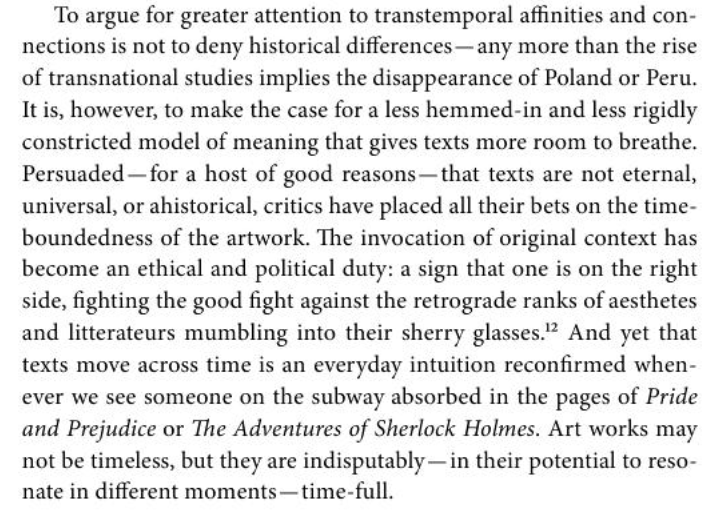 To argue for greater attention to transtemporal affinities and con-
nections is not to deny historical differences—any more than the rise
of transnational studies implies the disappearance of Poland or Peru.
It is, however, to make the case for a less hemmed-in and less rigidly
constricted model of meaning that gives texts more room to breathe.
Persuaded—for a host of good reasons—that texts are not eternal,
universal, or ahistorical, critics have placed all their bets on the time-
boundedness of the artwork. The invocation of original context has
become an ethical and political duty: a sign that one is on the right
side, fighting the good fight against the retrograde ranks of aesthetes
and litterateurs mumbling into their sherry glasses.¹² And yet that
texts move across time is an everyday intuition reconfirmed when-
ever we see someone on the subway absorbed in the pages of Pride
and Prejudice or The Adventures of Sherlock Holmes. Art works may
not be timeless, but they are indisputably—in their potential to reso-
nate in different moments—time-full.